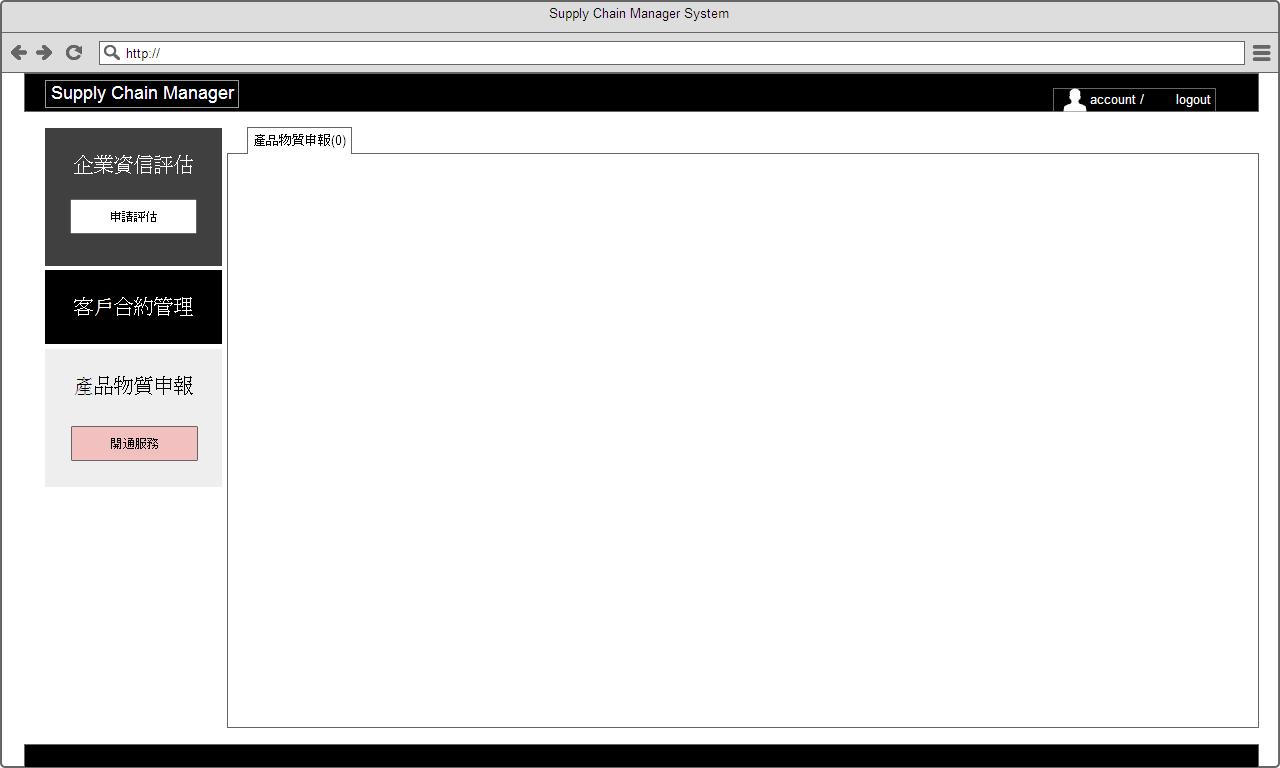 Supply Chain Manager System
http://
Supply Chain Manager
account / logout
企業資信評估
申請評估
客戶合約管理
產品物質申報
開通服務
產品物質申報(0)